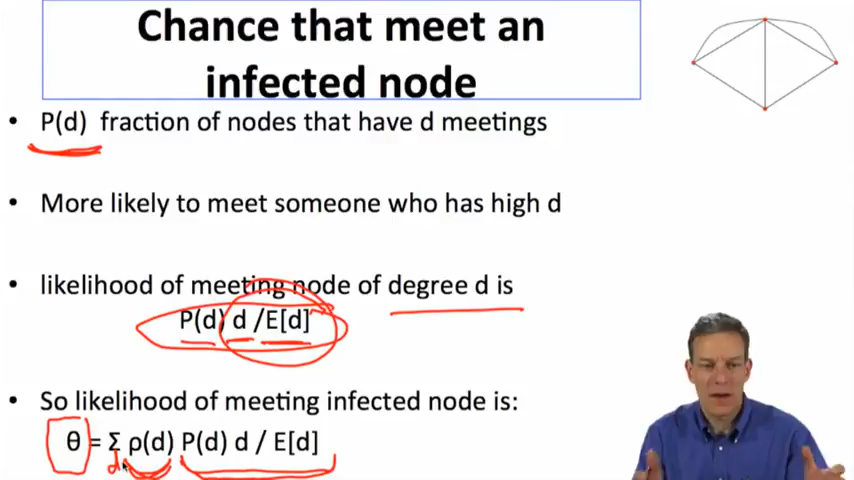 Chance that meet an
infected node
• P(d) fraction of nodes that have d meetings
• More likely to meet someone who has high d
• likelihood of meeting node of degree d is
P(d) d /E[d]
• So likelihood of meeting infected node is:
θ = Σ ρ(d) P(d) d / E[d]
d